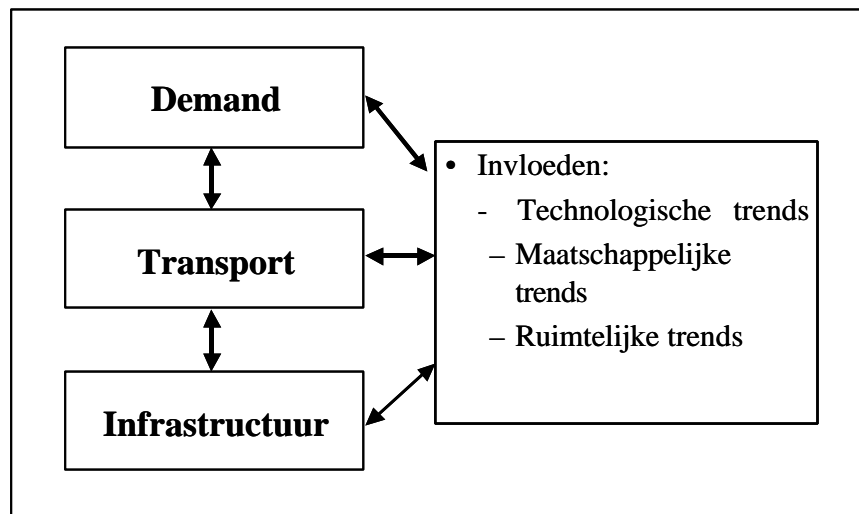 Demand
Transport
Infrastructuur
• Invloeden:
- Technologische trends
– Maatschappelijke
trends
– Ruimtelijke trends